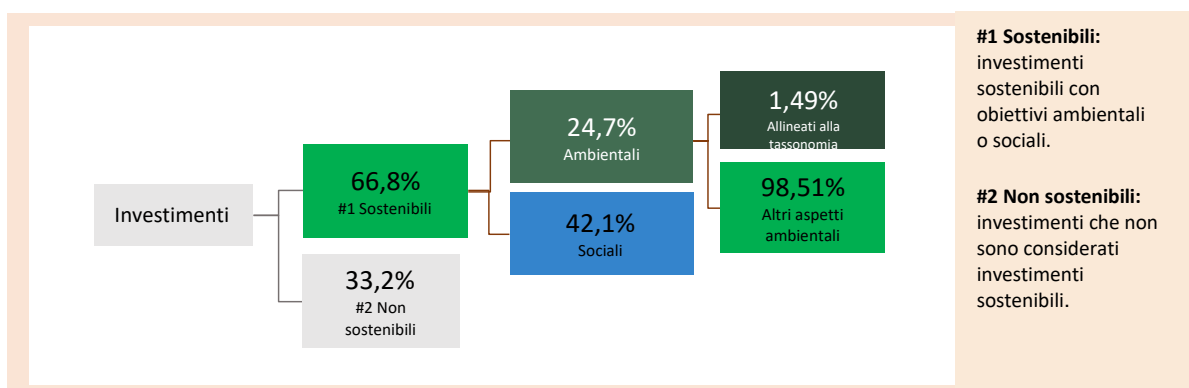 Investimenti
66,8%
#1 Sostenibili
33,2%
#2 Non
sostenibili
24,7%
Ambientali
42,1%
Sociali
1,49%
Allineati alla
tassonomia
98,51%
Altri aspetti
ambientali
#1 Sostenibili:
investimenti
sostenibili con
obiettivi ambientali
o sociali.
#2 Non sostenibili:
investimenti che non
sono considerati
investimenti
sostenibili.